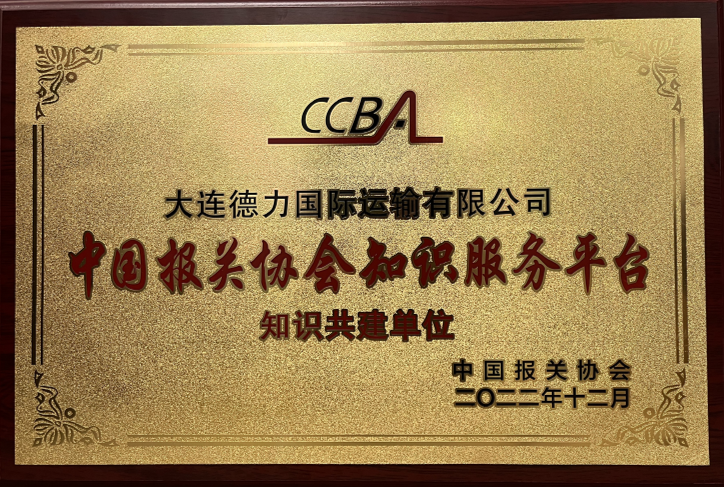 CCBA
大连德力国际运输有限公司
中国报关协会知识服务平台
知识共建单位
中国报关协会
二〇二二年十二月